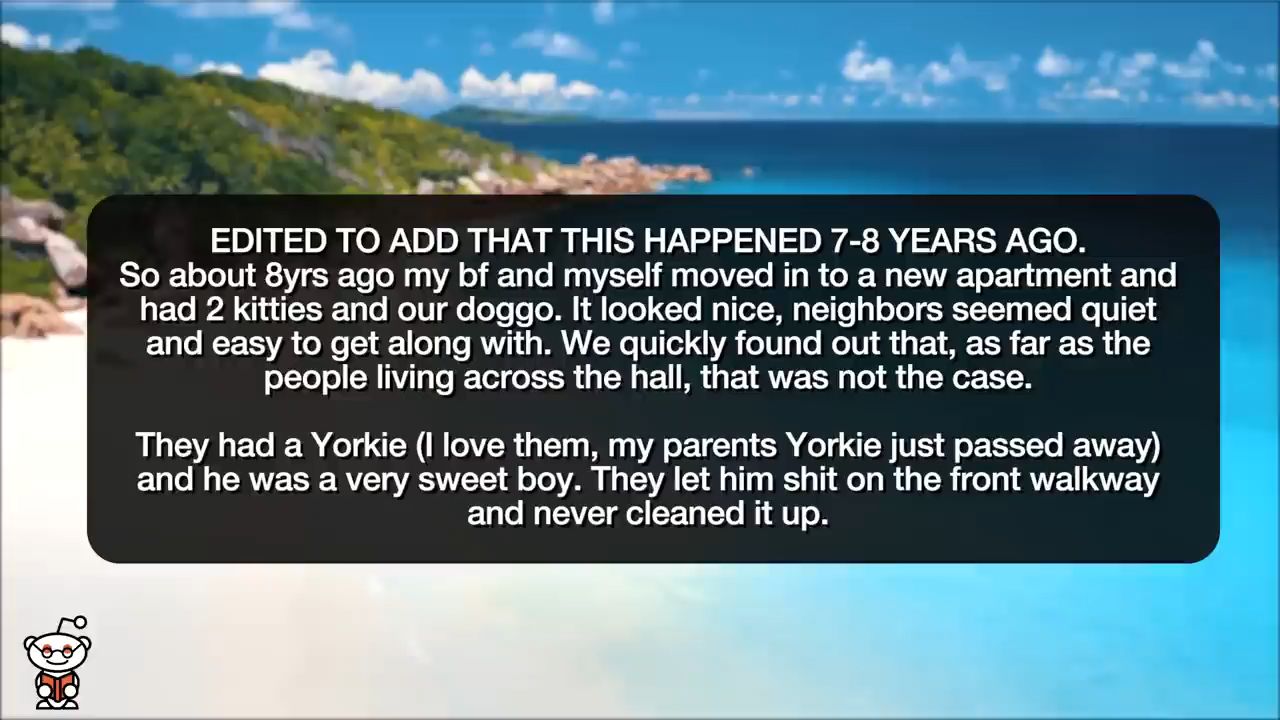 EDITED TO ADD THAT THIS HAPPENED 7-8 YEARS AGO.
So about 8yrs ago my bf and myself moved in to a new apartment and
had 2 kitties and our doggo. It looked nice, neighbors seemed quiet
and easy to get along with. We quickly found out that, as far as the
people living across the hall, that was not the case.
They had a Yorkie (I love them, my parents Yorkie just passed away)
and he was a very sweet boy. They let him shit on the front walkway
and never cleaned it up.